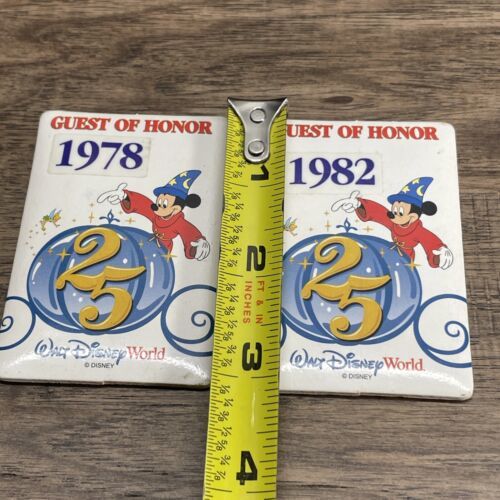 GUEST OF HONOR
1978
25
Walt Disney World
© DISNEY
1
2
FT & IN
INCHES
3
4
GUEST OF HONOR
1982
25
Walt Disney World
© DISNEY